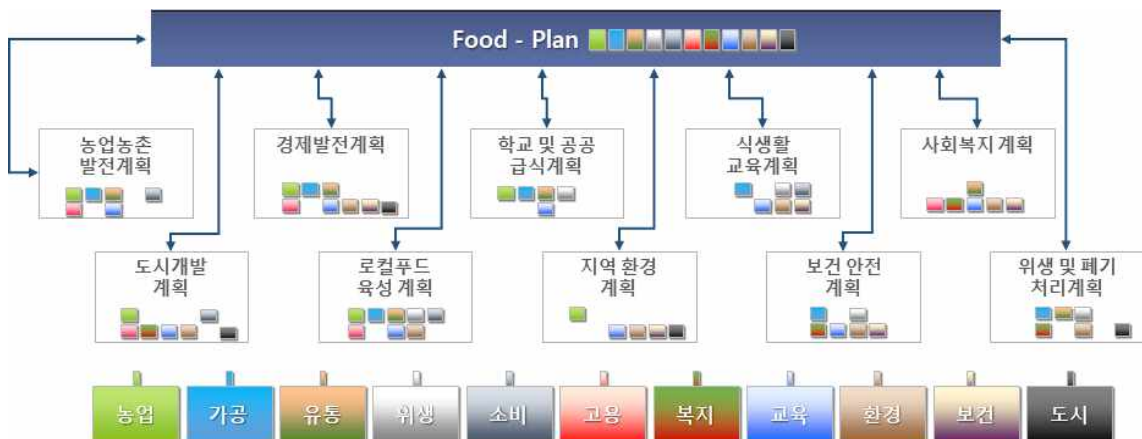 Food - Plan
농업농촌
발전계획
경제발전계획
학교 및 공공
급식계획
식생활
교육계획
사회복지 계획
도시개발
계획
로컬푸드
육성 계획
지역 환경
계획
보건 안전
계획
위생 및 폐기
처리계획
농업
가공
유통
위생
소비
고용
복지
교육
환경
보건
도시